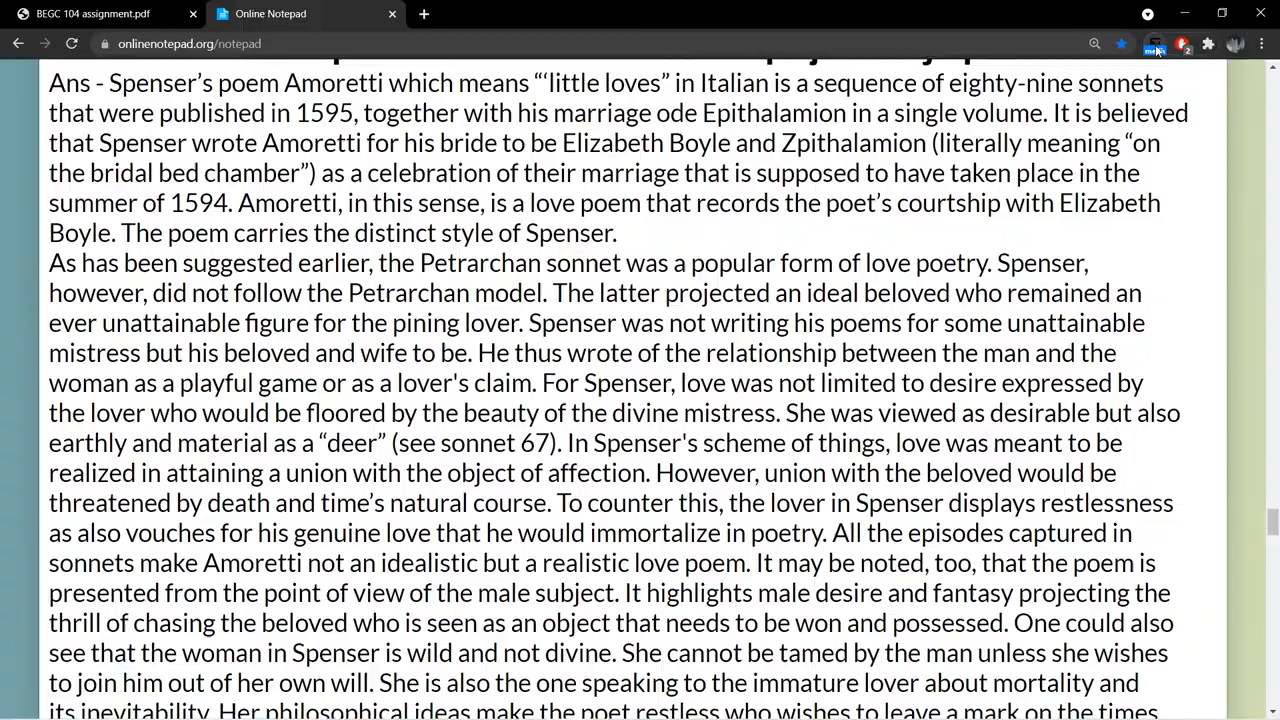 BEGC 104 assignment.pdf
Online Notepad
onlinenotepad.org/notepad
2
Ans - Spenser’s poem Amoretti which means “‘little loves” in Italian is a sequence of eighty-nine sonnets
that were published in 1595, together with his marriage ode Epithalamion in a single volume. It is believed
that Spenser wrote Amoretti for his bride to be Elizabeth Boyle and Zpithalamion (literally meaning “on
the bridal bed chamber”) as a celebration of their marriage that is supposed to have taken place in the
summer of 1594. Amoretti, in this sense, is a love poem that records the poet’s courtship with Elizabeth
Boyle. The poem carries the distinct style of Spenser.
As has been suggested earlier, the Petrarchan sonnet was a popular form of love poetry. Spenser,
however, did not follow the Petrarchan model. The latter projected an ideal beloved who remained an
ever unattainable figure for the pining lover. Spenser was not writing his poems for some unattainable
mistress but his beloved and wife to be. He thus wrote of the relationship between the man and the
woman as a playful game or as a lover's claim. For Spenser, love was not limited to desire expressed by
the lover who would be floored by the beauty of the divine mistress. She was viewed as desirable but also
earthly and material as a “deer” (see sonnet 67). In Spenser's scheme of things, love was meant to be
realized in attaining a union with the object of affection. However, union with the beloved would be
threatened by death and time’s natural course. To counter this, the lover in Spenser displays restlessness
as also vouches for his genuine love that he would immortalize in poetry. All the episodes captured in
sonnets make Amoretti not an idealistic but a realistic love poem. It may be noted, too, that the poem is
presented from the point of view of the male subject. It highlights male desire and fantasy projecting the
thrill of chasing the beloved who is seen as an object that needs to be won and possessed. One could also
see that the woman in Spenser is wild and not divine. She cannot be tamed by the man unless she wishes
to join him out of her own will. She is also the one speaking to the immature lover about mortality and
its inevitability. Her philosophical ideas make the poet restless who wishes to leave a mark on the times